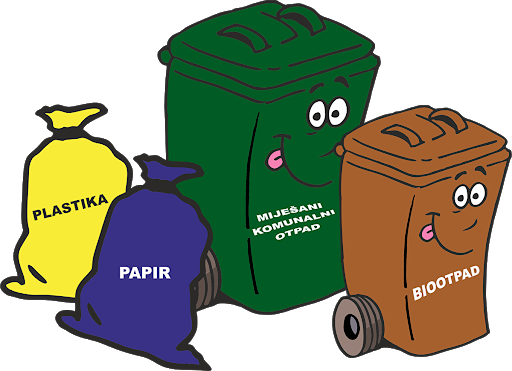 PLASTIKA
PAPIR
MIJEŠANI
KOMUNALNI
OTPAD
BIOOTPAD